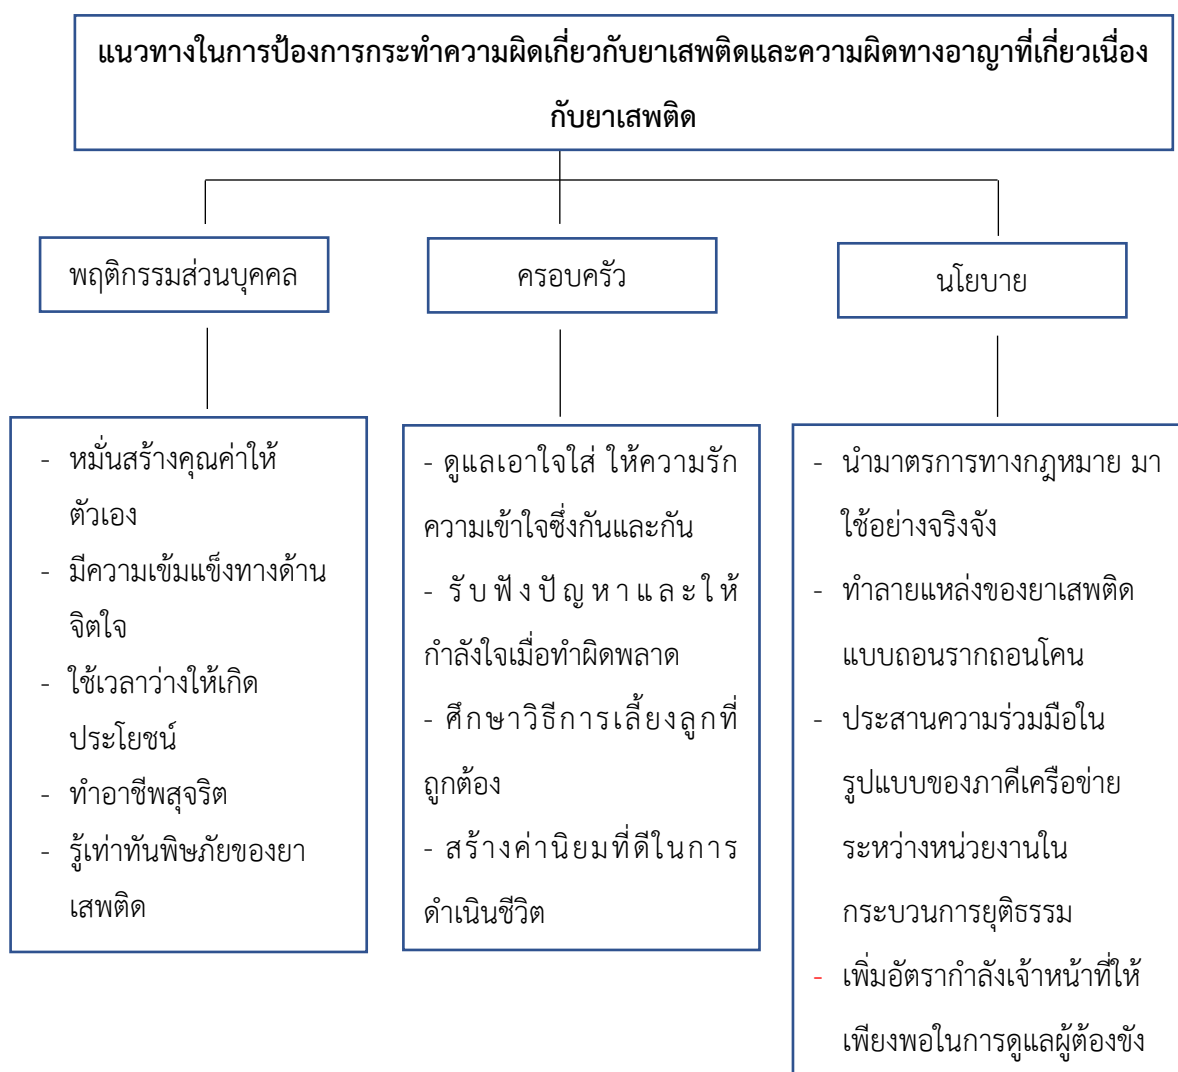 แนวทางในการป้องการกระทำความผิดเกี่ยวกับยาเสพติดและความผิดทางอาญาที่เกี่ยวเนื่อง
กับยาเสพติด
พฤติกรรมส่วนบุคคล
ครอบครัว
นโยบาย
- หมั่นสร้างคุณค่าให้
ตัวเอง
- มีความเข้มแข็งทางด้าน
จิตใจ
- ใช้เวลาว่างให้เกิด
ประโยชน์
- ทำอาชีพสุจริต
- รู้เท่าทันพิษภัยของยา
เสพติด
- ดูแลเอาใจใส่ ให้ความรัก
ความเข้าใจซึ่งกันและกัน
- รับฟังปัญหาและให้
กำลังใจเมื่อทำผิดพลาด
- ศึกษาวิธีการเลี้ยงลูกที่
ถูกต้อง
- สร้างค่านิยมที่ดีในการ
ดำเนินชีวิต
- นำมาตรการทางกฎหมาย มา
ใช้อย่างจริงจัง
- ทำลายแหล่งของยาเสพติด
แบบถอนรากถอนโคน
- ประสานความร่วมมือใน
รูปแบบของภาคีเครือข่าย
ระหว่างหน่วยงานใน
กระบวนการยุติธรรม
- เพิ่มอัตรากำลังเจ้าหน้าที่ให้
เพียงพอในการดูแลผู้ต้องขัง